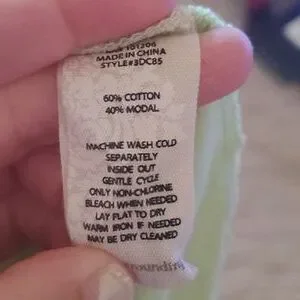 101206
MADE IN CHINA
STYLE#3DC85
60% COTTON
40% MODAL
MACHINE WASH COLD
SEPARATELY
INSIDE OUT
GENTLE CYCLE
ONLY NON-CHLORINE
BLEACH WHEN NEEDED
LAY FLAT TO DRY
WARM IRON IF NEEDED
MAY BE DRY CLEANED